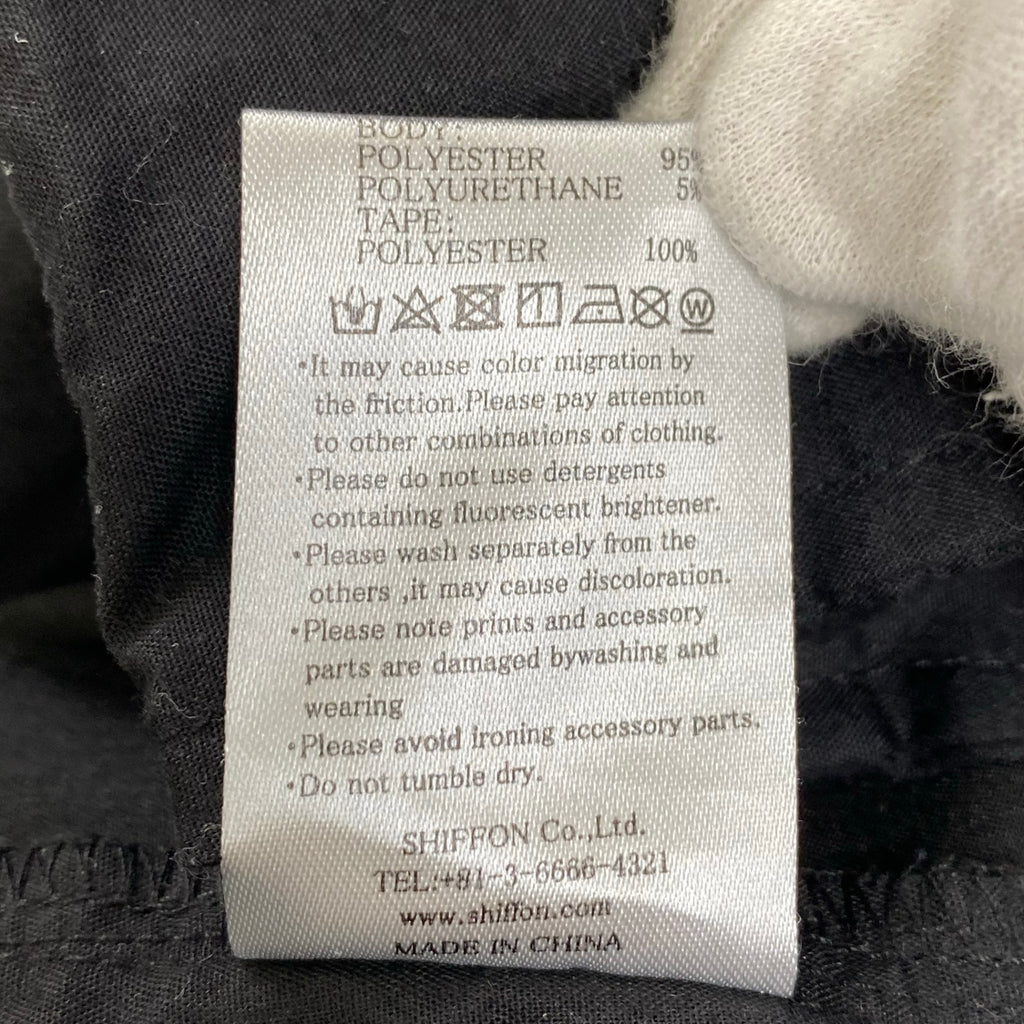 BODY:
POLYESTER 95%
POLYURETHANE 5%
TAPE:
POLYESTER 100%
W
•It may cause color migration by
the friction.Please pay attention
to other combinations of clothing.
•Please do not use detergents
containing fluorescent brightener.
•Please wash separately from the
others ,it may cause discoloration.
•Please note prints and accessory
parts are damaged bywashing and
wearing
•Please avoid ironing accessory parts.
•Do not tumble dry.
SHIFFON Co.,Ltd.
TEL:+81-3-6666-4321
www.shiffon.com
MADE IN CHINA